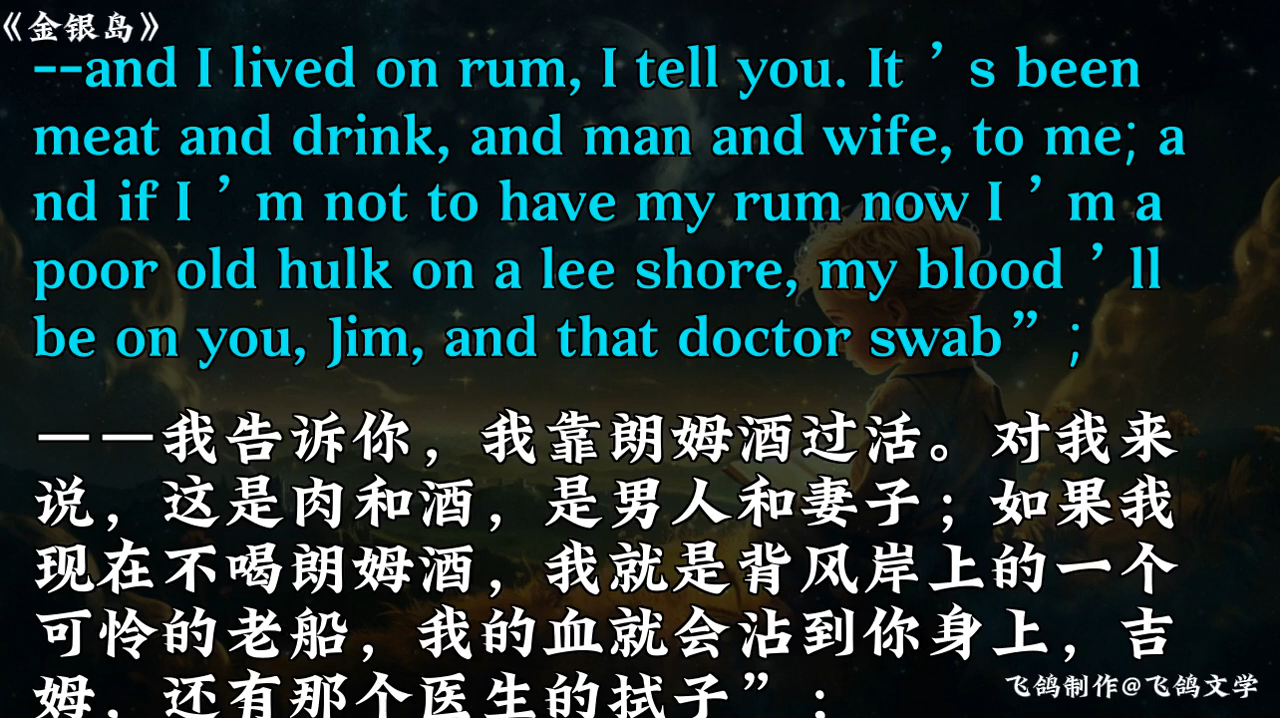 《金银岛》
--and I lived on rum, I tell you. It ’ s been
meat and drink, and man and wife, to me; a
nd if I ’ m not to have my rum now I ’ m a
poor old hulk on a lee shore, my blood ’ ll
be on you, Jim, and that doctor swab” ;
——我告诉你，我靠朗姆酒过活。对我来
说，这是肉和酒，是男人和妻子；如果我
现在不喝朗姆酒，我就是背风岸上的一个
可怜的老船，我的血就会沾到你身上，吉
姆，还有那个医生的拭子”；
飞鸽制作@飞鸽文学